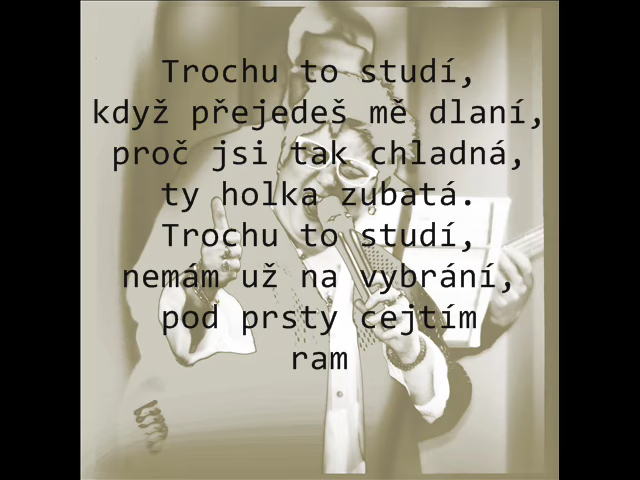 Trochu to studí,
když přejedeš mě dlaní,
proč jsi tak chladná,
ty holka zubatá.
Trochu to studí,
nemám už na vybrání,
pod prsty cejtím
ram